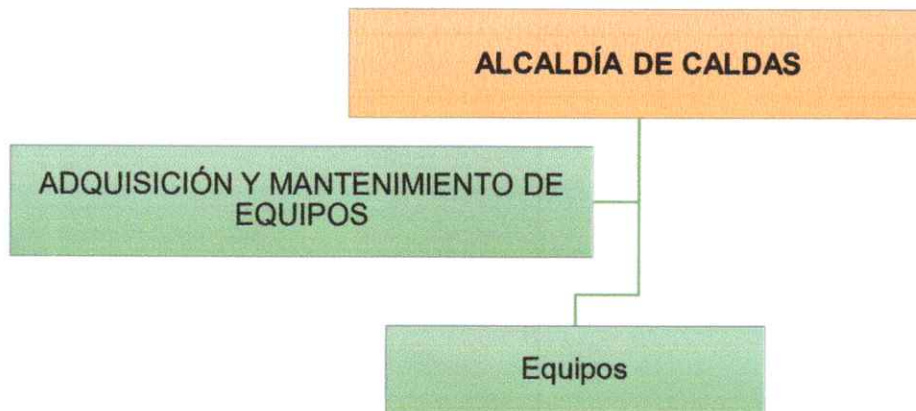 ALCALDÍA DE CALDAS
ADQUISICIÓN Y MANTENIMIENTO DE
EQUIPOS
Equipos